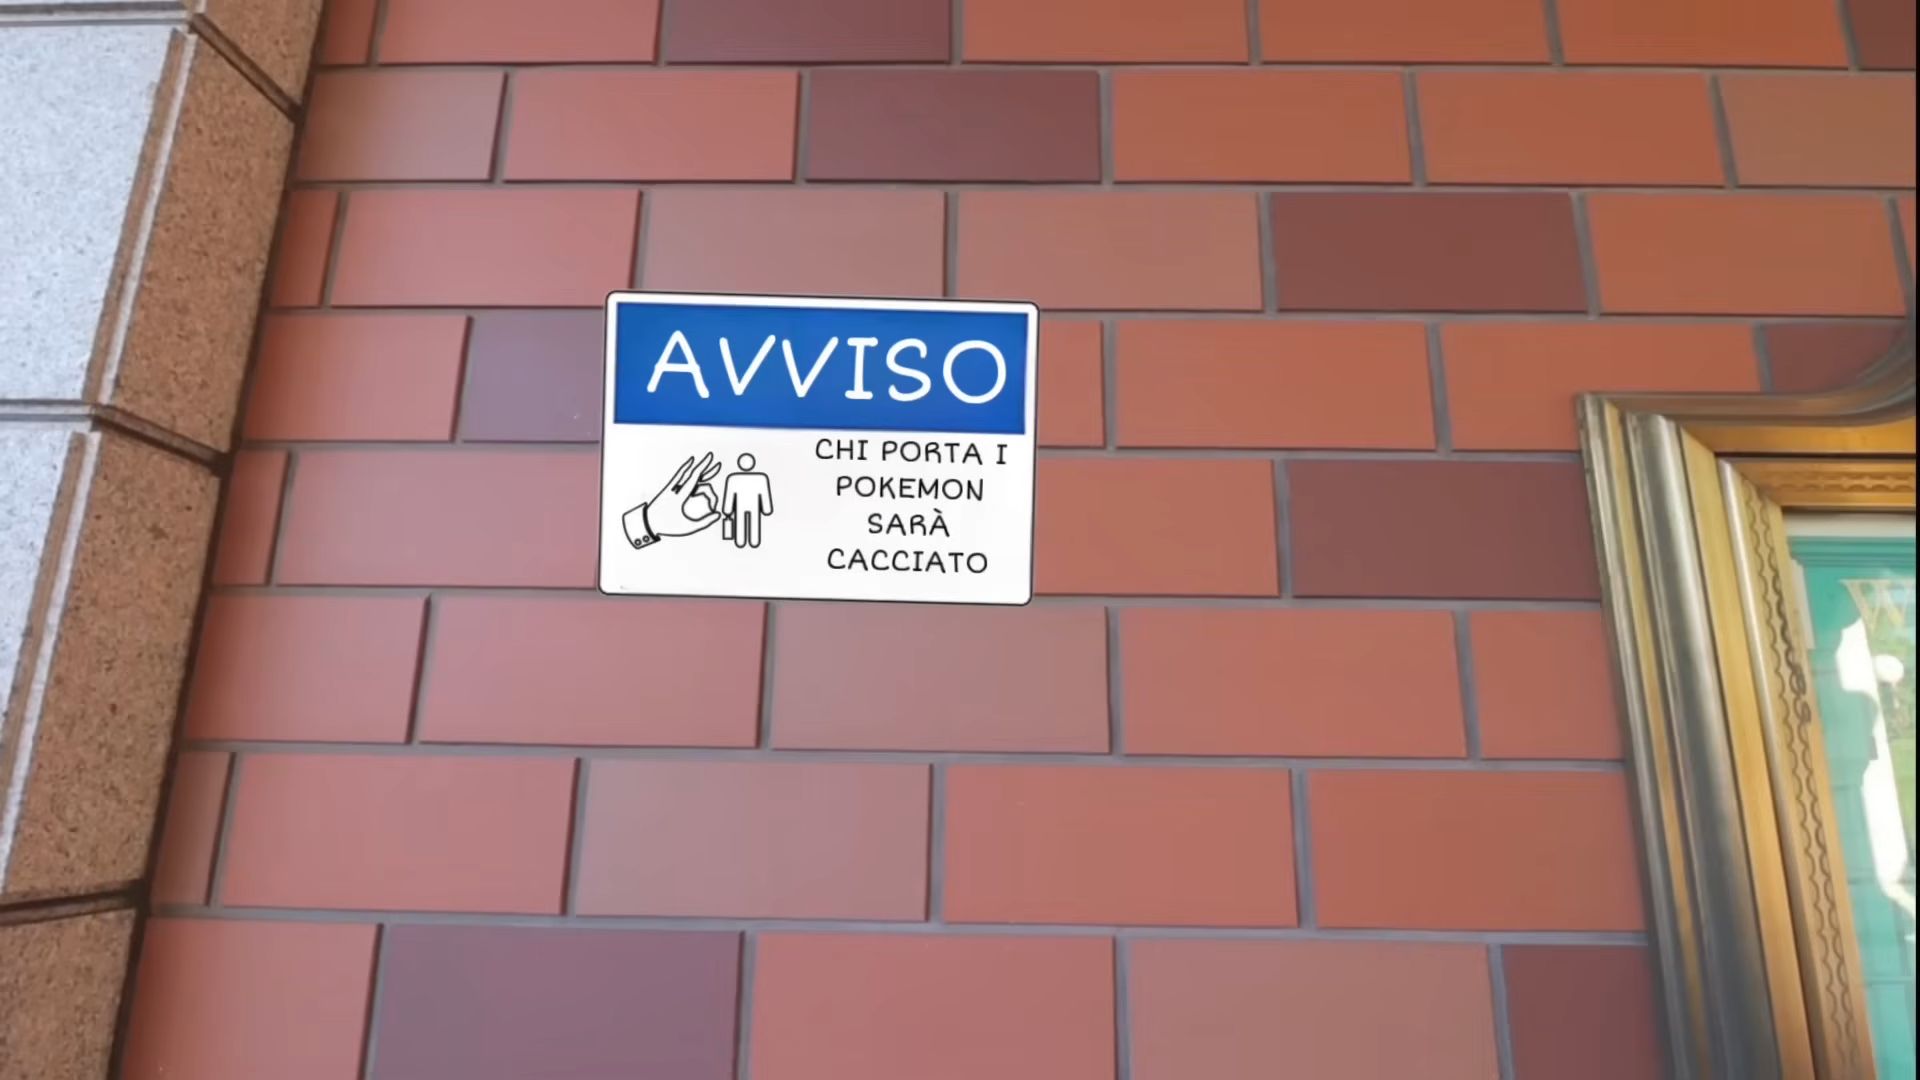 AVVISO
CHI PORTA I
POKEMON
SARÀ
CACCIATO